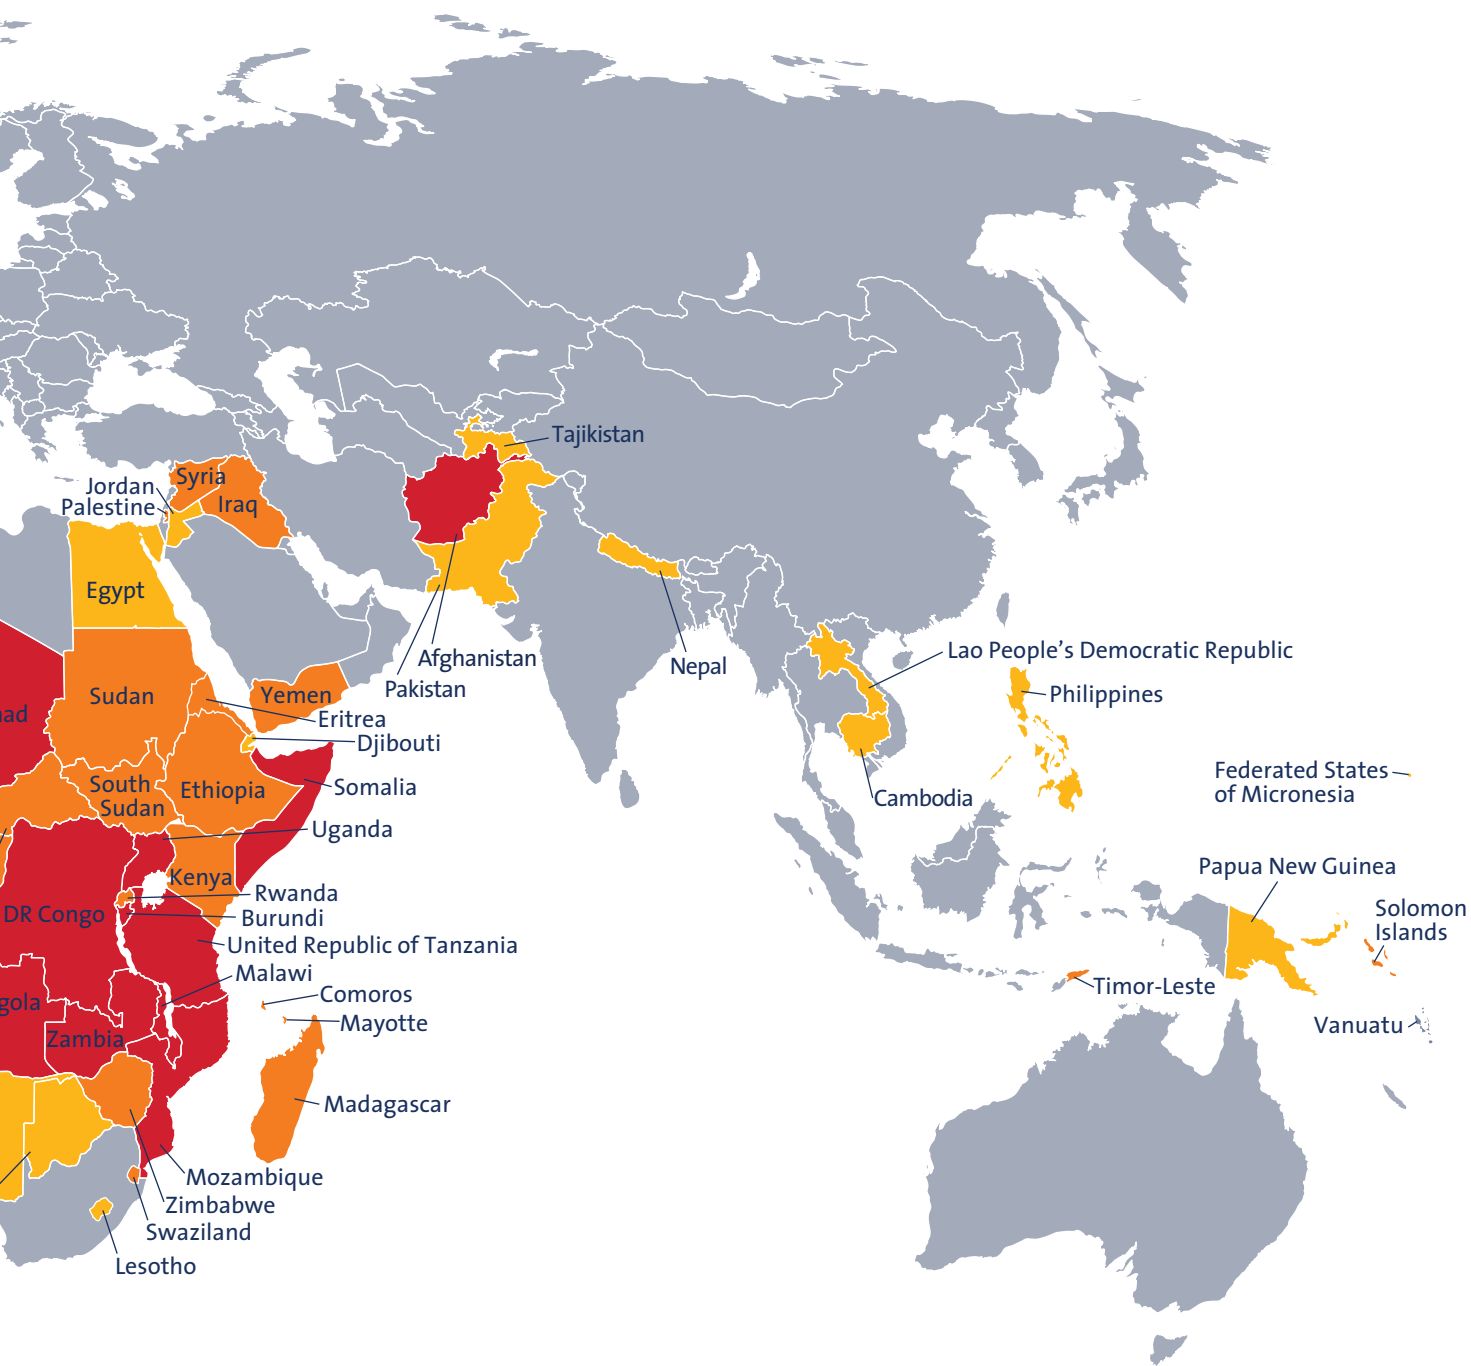 Tajikistan
Syria
Jordan
Palestine
Iraq
Egypt
Afghanistan
Pakistan
Nepal
Lao People’s Democratic Republic
Philippines
Sudan
Yemen
Eritrea
Djibouti
ad
South
Sudan
Ethiopia
Somalia
Cambodia
Federated States
of Micronesia
Uganda
Kenya
Rwanda
Burundi
DR Congo
United Republic of Tanzania
Papua New Guinea
Solomon
Islands
Malawi
Comoros
Mayotte
Timor-Leste
gola
Zambia
Vanuatu
Madagascar
Mozambique
Zimbabwe
Swaziland
Lesotho